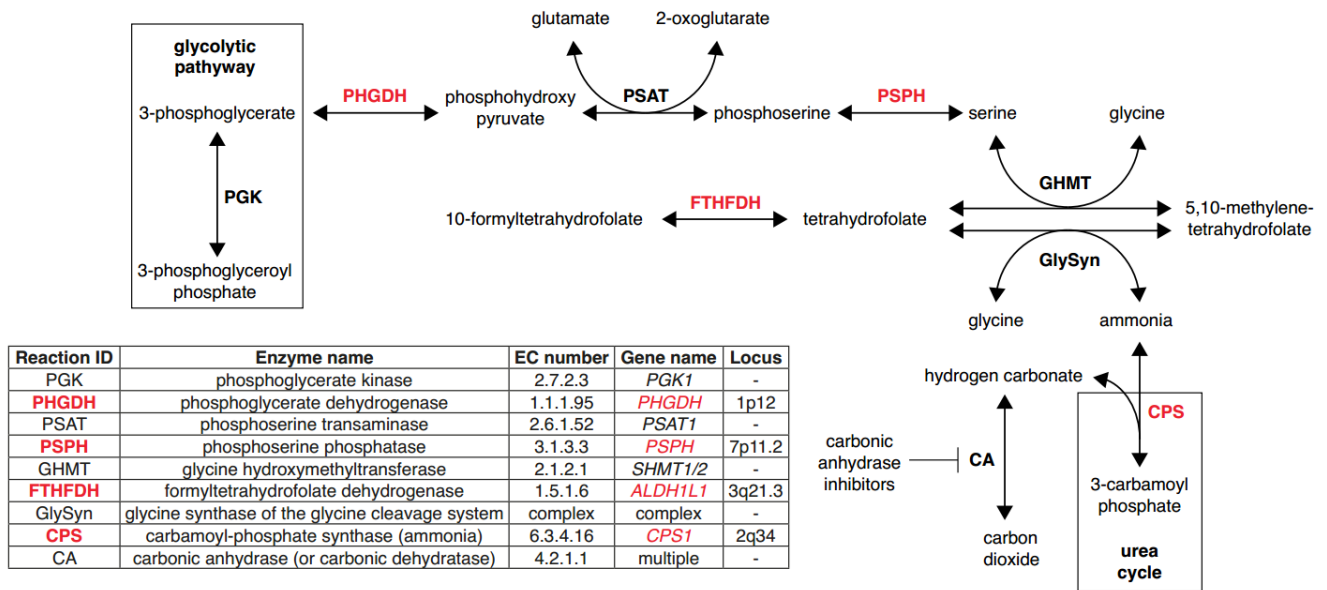 glutamate 2-oxoglutarate
glycolytic
pathyway
3-phosphoglycerate
PHGDH
phosphohydroxy
pyruvate
PSAT
phosphoserine
PSPH
serine
glycine
PGK
3-phosphoglyceroyl
phosphate
10-formyltetrahydrofolate
FTHFDH
tetrahydrofolate
GHMT
5,10-methylene-
tetrahydrofolate
GlySyn
glycine
ammonia
hydrogen carbonate
CPS
carbonic
anhydrase
inhibitors
CA
3-carbamoyl
phosphate
carbon
dioxide
urea
cycle
Reaction ID Enzyme name EC number Gene name Locus
PGK phosphoglycerate kinase 2.7.2.3 PGK1 -
PHGDH phosphoglycerate dehydrogenase 1.1.1.95 PHGDH 1p12
PSAT phosphoserine transaminase 2.6.1.52 PSAT1 -
PSPH phosphoserine phosphatase 3.1.3.3 PSPH 7p11.2
GHMT glycine hydroxymethyltransferase 2.1.2.1 SHMT1/2 -
FTHFDH formyltetrahydrofolate dehydrogenase 1.5.1.6 ALDH1L1 3q21.3
GlySyn glycine synthase of the glycine cleavage system complex complex -
CPS carbamoyl-phosphate synthase (ammonia) 6.3.4.16 CPS1 2q34
CA carbonic anhydrase (or carbonic dehydratase) 4.2.1.1 multiple -